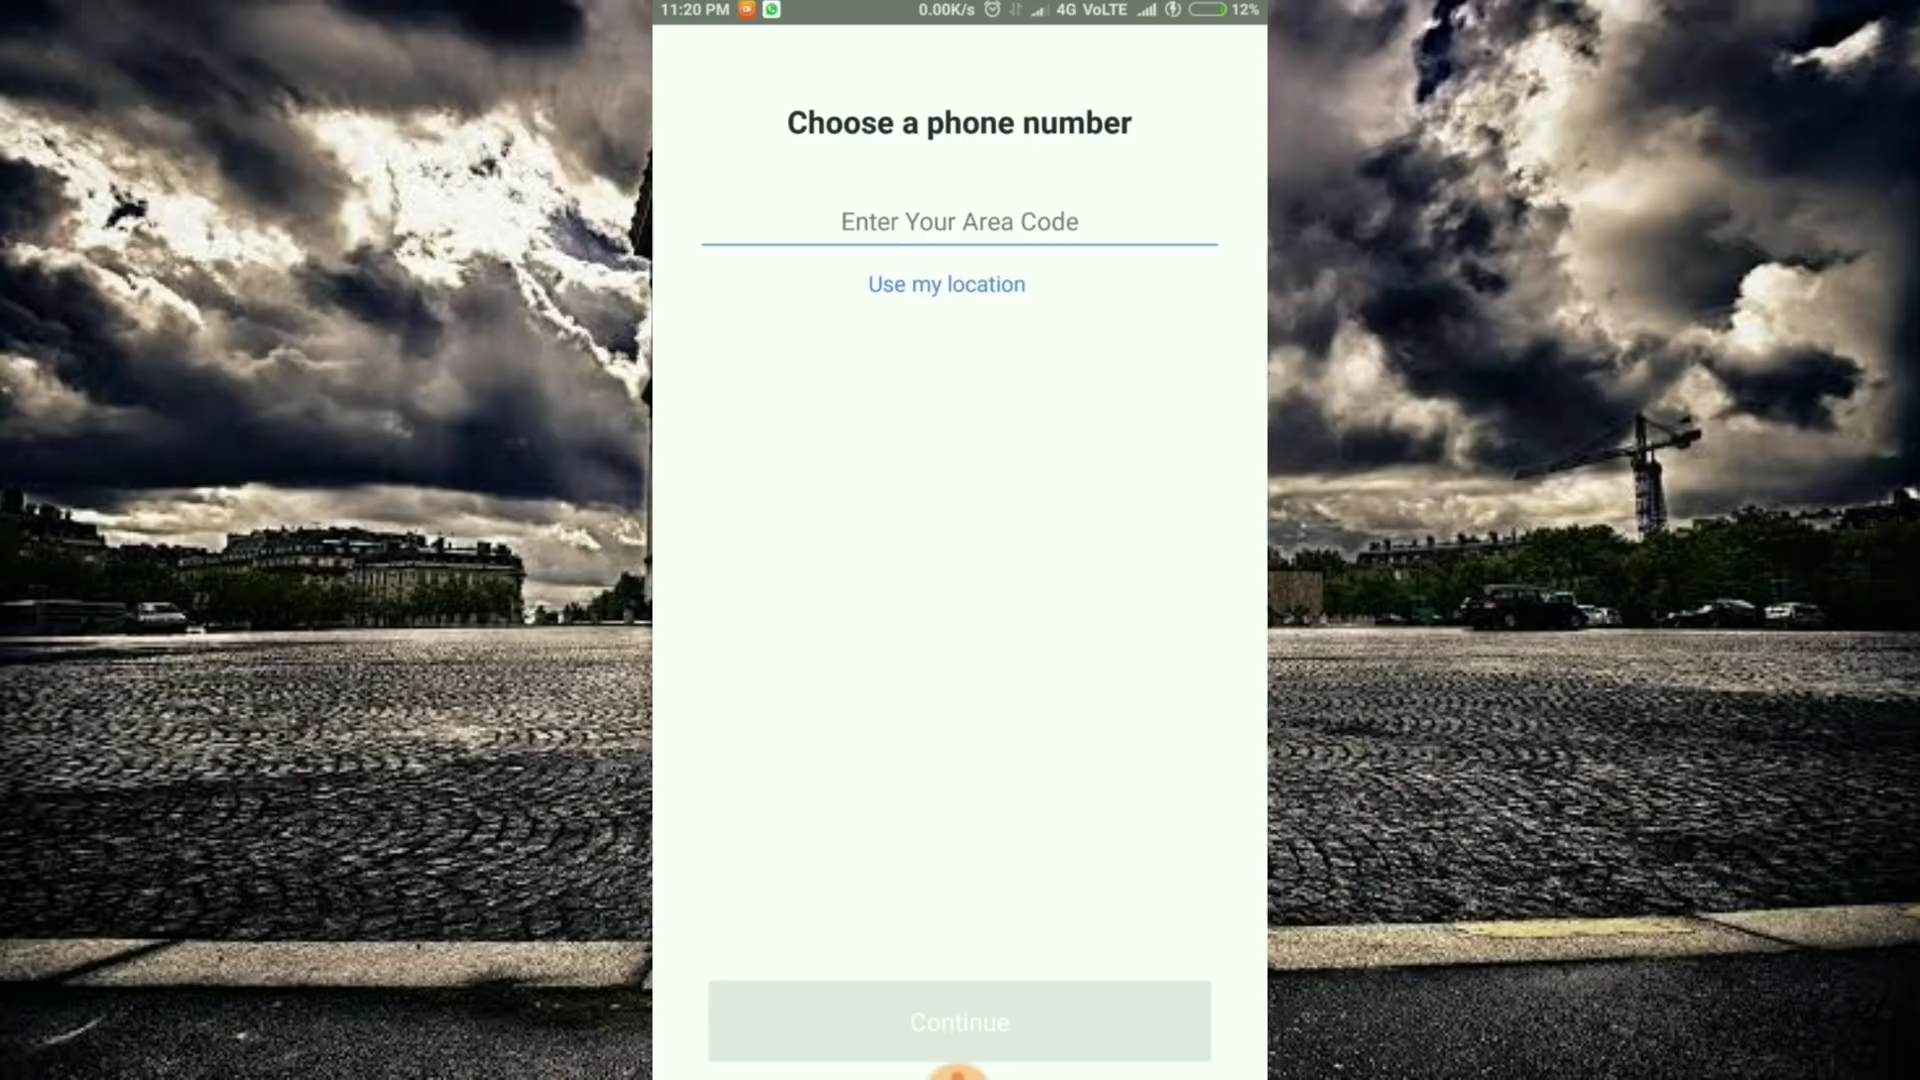 11:20 PM 0.00K/s 4G VoLTE 12%
Choose a phone number
Enter Your Area Code
Use my location
Continue